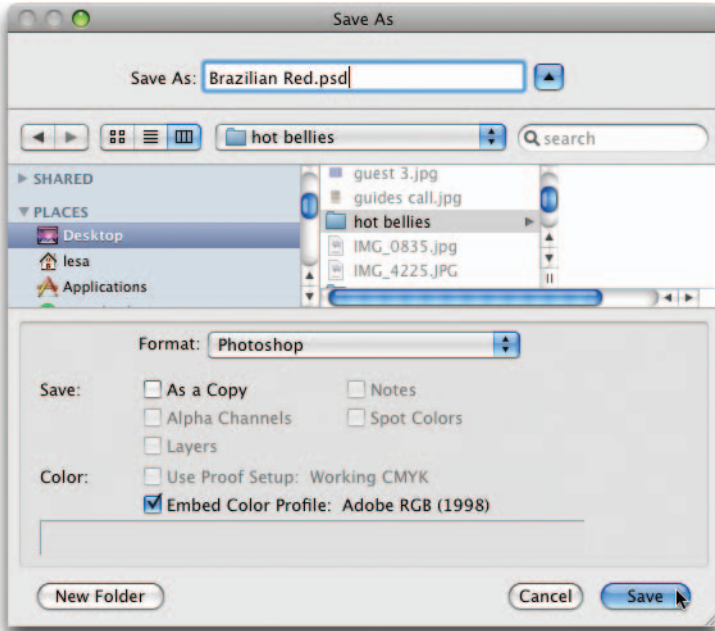 Save As
Save As: Brazilian Red.psd
hot bellies
search
SHARED
PLACES
Desktop
lesa
Applications
guest 3.jpg
guides call.jpg
hot bellies
IMG_0835.jpg
IMG_4225.JPG
Format: Photoshop
Save: As a Copy Notes
Alpha Channels Spot Colors
Layers
Color: Use Proof Setup: Working CMYK
Embed Color Profile: Adobe RGB (1998)
New Folder Cancel Save